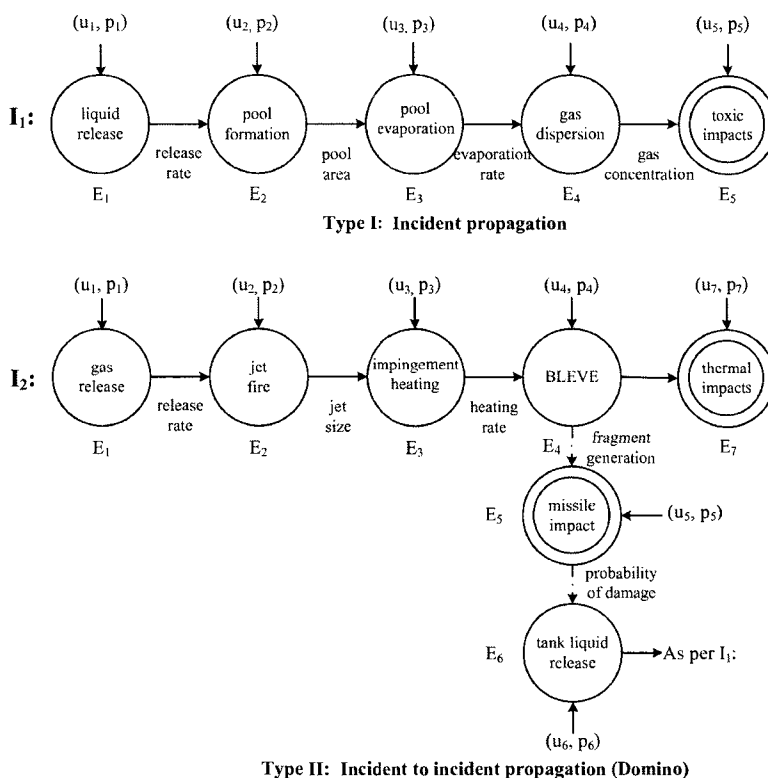 (u1, p1) (u2, p2) (u3, p3) (u4, p4) (u5, p5)
I1:
liquid
release
pool
formation
pool
evaporation
gas
dispersion
toxic
impacts
release
rate
pool
area
evaporation
rate
gas
concentration
E1 E2 E3 E4 E5
Type I: Incident propagation
(u1, p1) (u2, p2) (u3, p3) (u4, p4) (u7, p7)
I2:
gas
release
jet
fire
impingement
heating
BLEVE
thermal
impacts
release
rate
jet
size
heating
rate
E1 E2 E3 E4 E7
fragment
generation
E5
missile
impact
(u5, p5)
probability
of damage
E6
tank liquid
release
As per I1:
(u6, p6)
Type II: Incident to incident propagation (Domino)